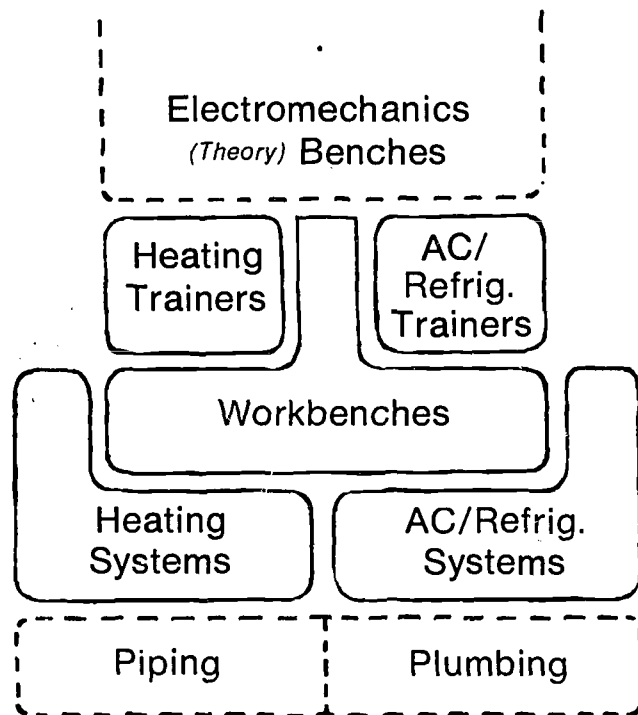 Electromechanics
(Theory) Benches
Heating
Trainers
AC/
Refrig.
Trainers
Workbenches
Heating
Systems
AC/Refrig.
Systems
Piping
Plumbing